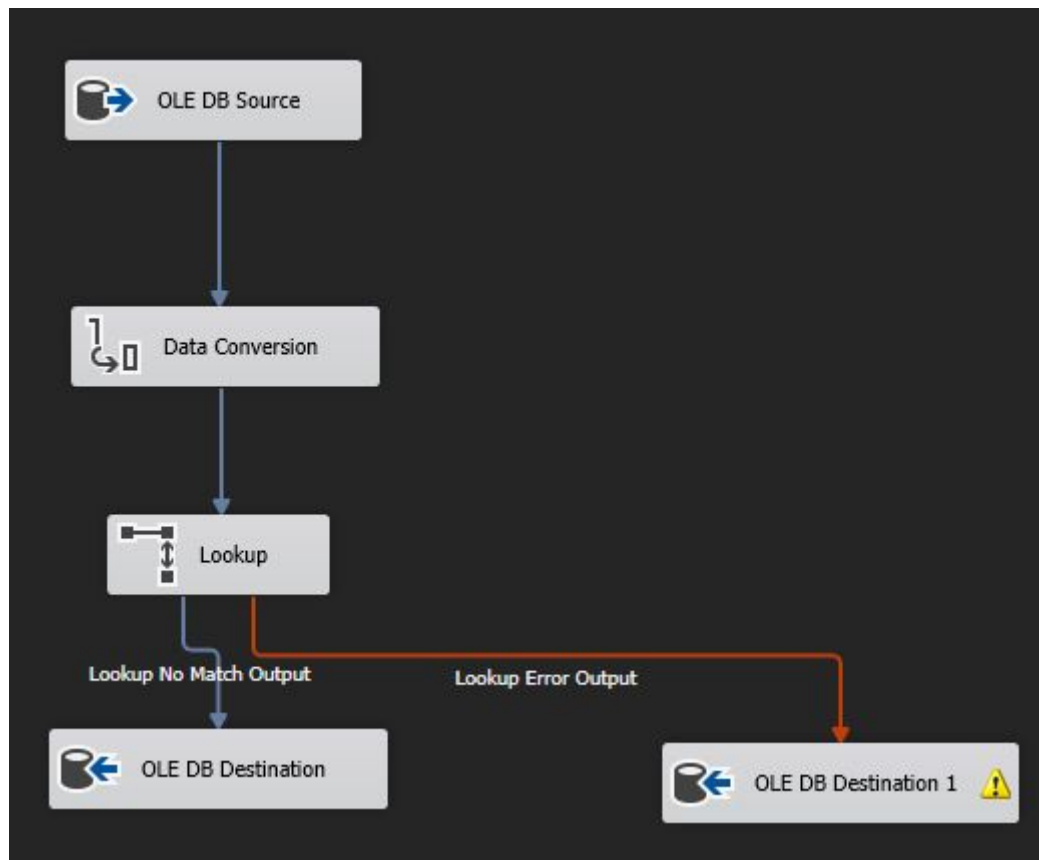 OLE DB Source
Data Conversion
Lookup
Lookup No Match Output
Lookup Error Output
OLE DB Destination
OLE DB Destination 1